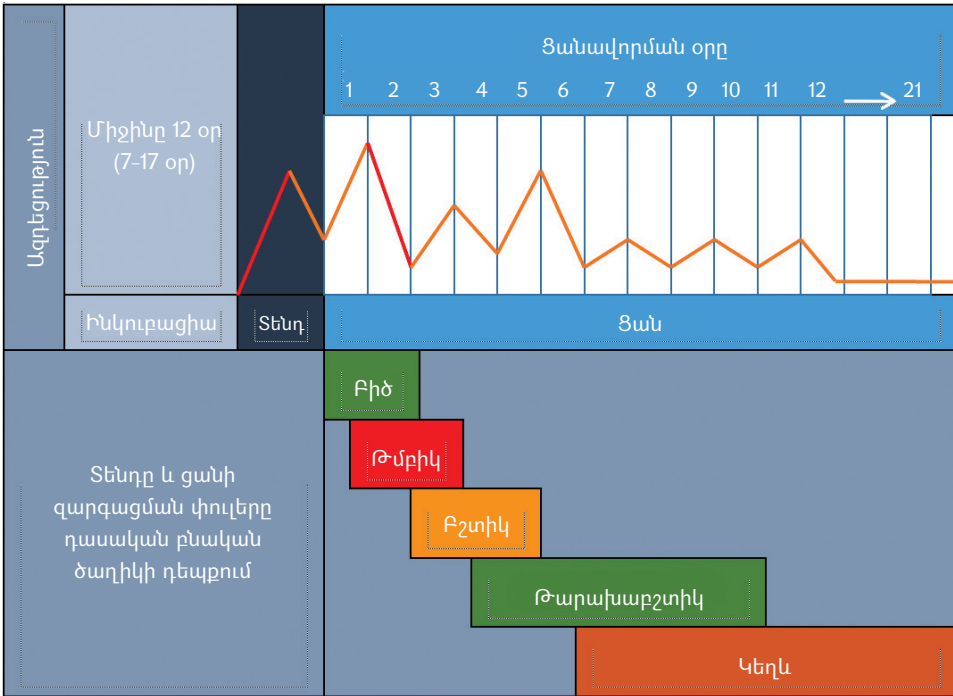 Ցանավորման օրը
1 2 3 4 5 6 7 8 9 10 11 12 21
Ազդեցություն
Միջինը 12 օր
(7–17 օր)
Ինկուբացիա
Տենդ
Ցան
Տենդը և ցանի
զարգացման փուլերը
դասական բնական
ծաղիկի դեպքում
Բիծ
Թմբիկ
Բշտիկ
Թարախաբշտիկ
Կեղև